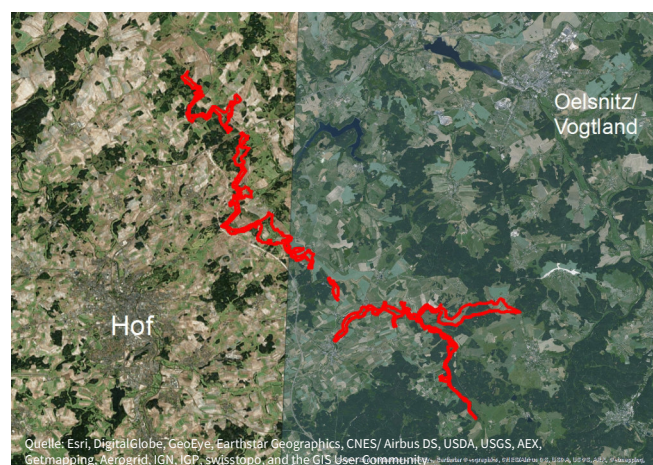 Oelsnitz/
Vogtland
Hof
Quelle: Esri, DigitalGlobe, GeoEye, Earthstar Geographics, CNES/ Airbus DS, USDA, USGS, AEX,
Getmapping, Aerogrid, IGN, IGP, swisstopo, and the GIS User Community